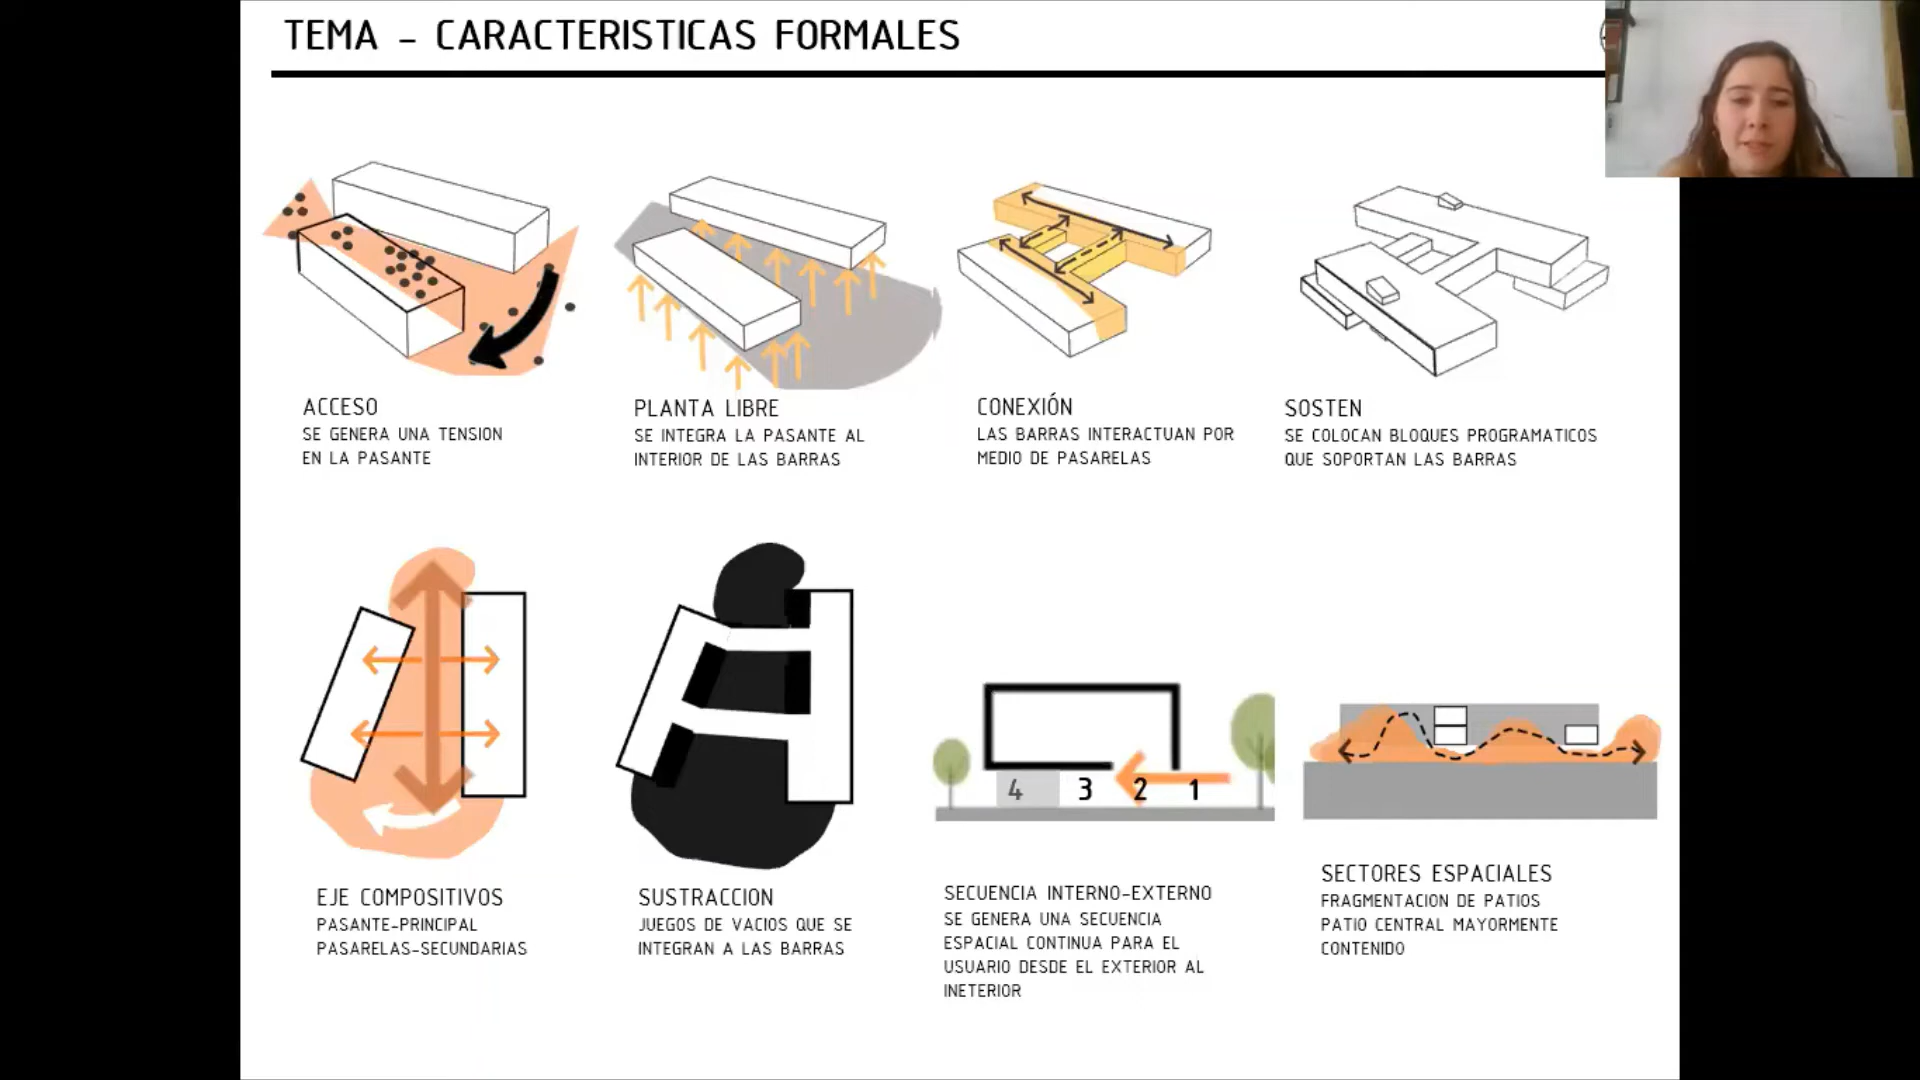 TEMA - CARACTERISTICAS FORMALES
ACCESO
SE GENERA UNA TENSION
EN LA PASANTE
PLANTA LIBRE
SE INTEGRA LA PASANTE AL
INTERIOR DE LAS BARRAS
CONEXIÓN
LAS BARRAS INTERACTUAN POR
MEDIO DE PASARELAS
SOSTEN
SE COLOCAN BLOQUES PROGRAMATICOS
QUE SOPORTAN LAS BARRAS
EJE COMPOSITIVOS
PASANTE-PRINCIPAL
PASARELAS-SECUNDARIAS
SUSTRACCION
JUEGOS DE VACIOS QUE SE
INTEGRAN A LAS BARRAS
4 3 2 1
SECUENCIA INTERNO-EXTERNO
SE GENERA UNA SECUENCIA
ESPACIAL CONTINUA PARA EL
USUARIO DESDE EL EXTERIOR AL
INETERIOR
SECTORES ESPACIALES
FRAGMENTACION DE PATIOS
PATIO CENTRAL MAYORMENTE
CONTENIDO